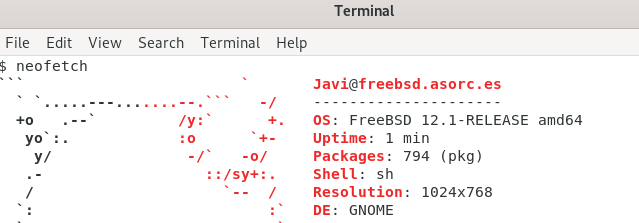 Terminal
File Edit View Search Terminal Help
$ neofetch
``` ` Javi@freebsd.asorc.es
` `.....---.......--.``` -/ ---------------------
+o .--` /y:` +. OS: FreeBSD 12.1-RELEASE amd64
yo`:. :o `+- Uptime: 1 min
y/ -/` -o/ Packages: 794 (pkg)
.- ::/sy+:. Shell: sh
/ `-- / Resolution: 1024x768
`: :` DE: GNOME